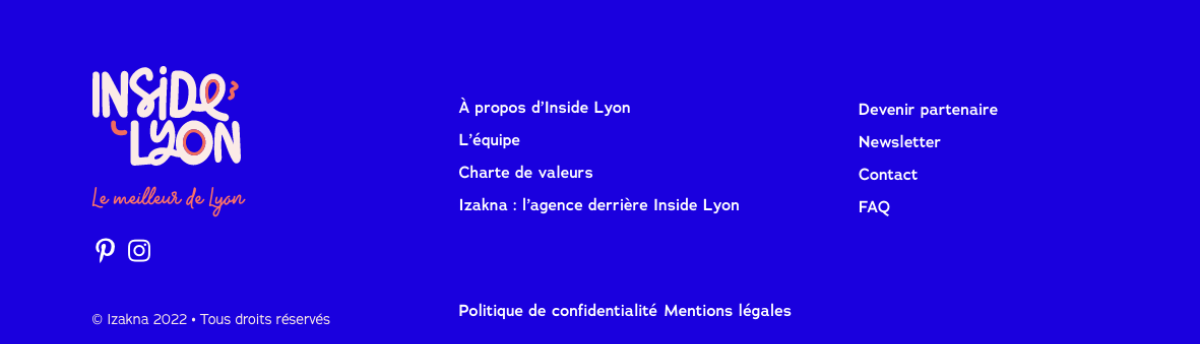 INSIDE
LYON
Le meilleur de Lyon
© Izakna 2022 • Tous droits réservés
À propos d'Inside Lyon
L'équipe
Charte de valeurs
Izakna : l'agence derrière Inside Lyon
Politique de confidentialité Mentions légales
Devenir partenaire
Newsletter
Contact
FAQ